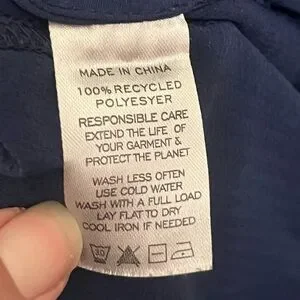 MADE IN CHINA
100% RECYCLED
POLYESYER
RESPONSIBLE CARE
EXTEND THE LIFE OF
YOUR GARMENT &
PROTECT THE PLANET
WASH LESS OFTEN
USE COLD WATER
WASH WITH A FULL LOAD
LAY FLAT TO DRY
COOL IRON IF NEEDED
30